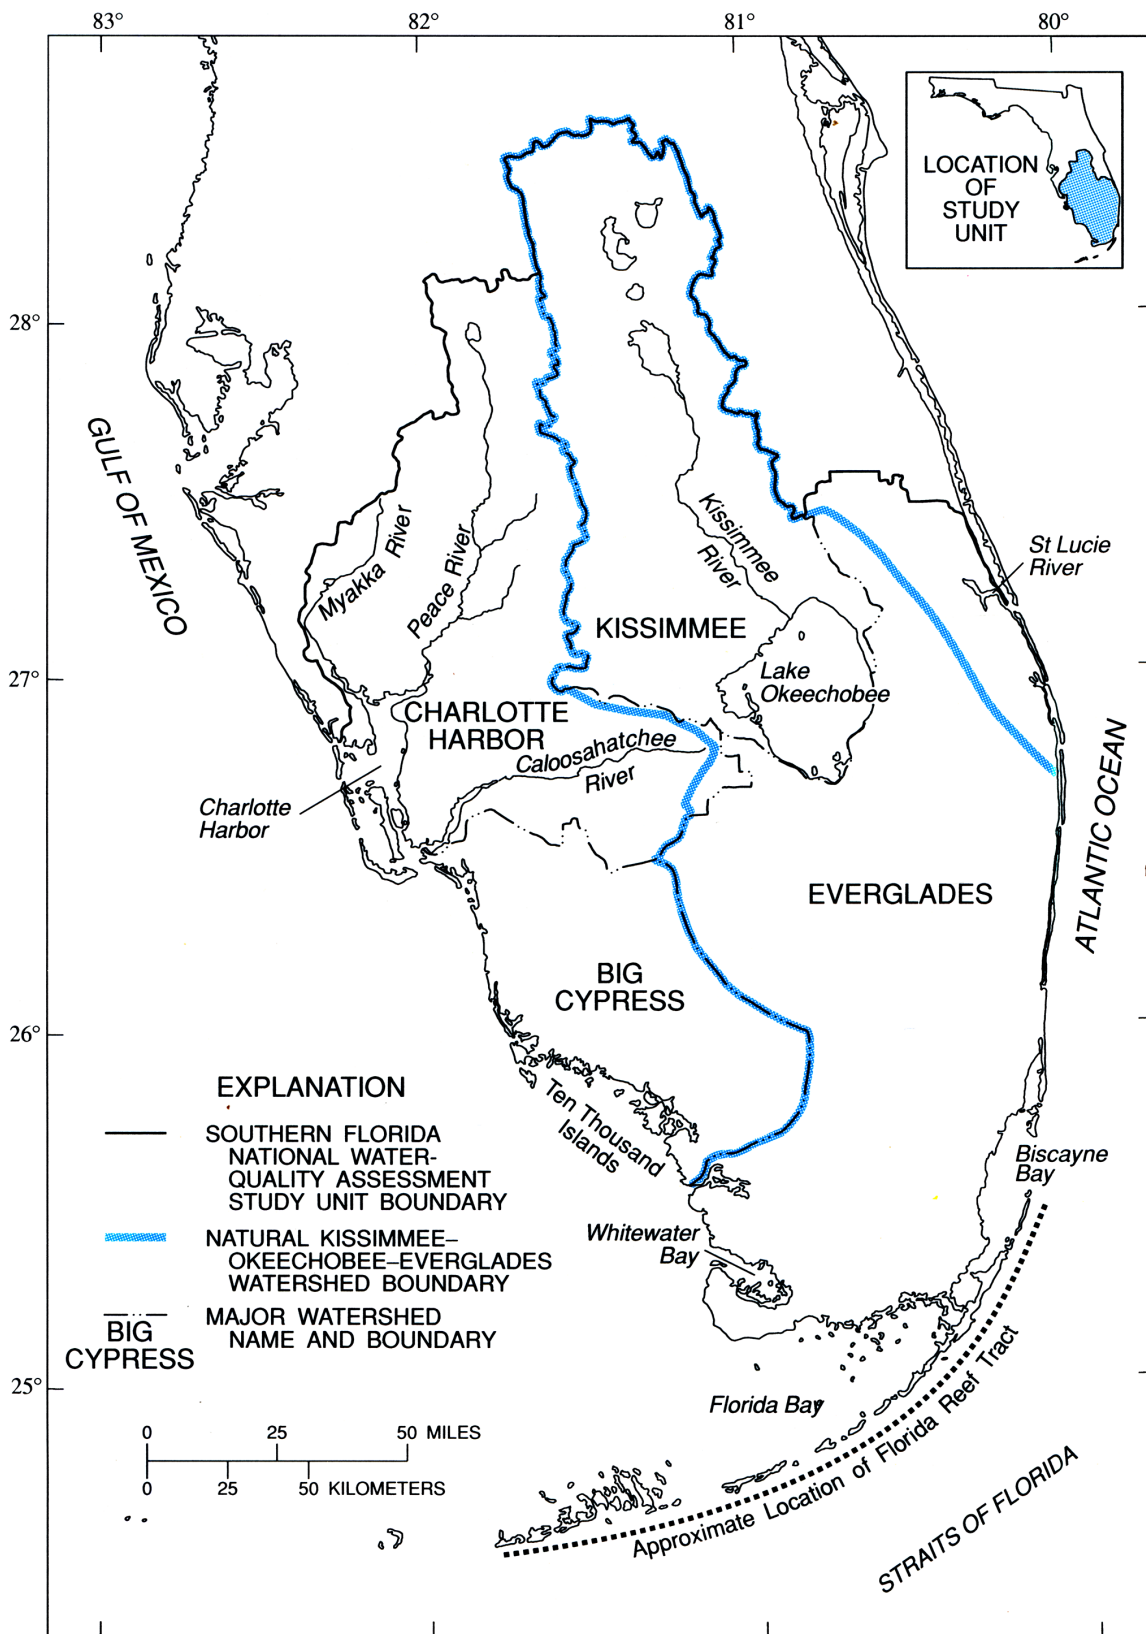 83°
82°
81°
80°
LOCATION
OF
STUDY
UNIT
28°
GULF OF MEXICO
Kissimmee
River
Myakka River
Peace River
St Lucie
River
KISSIMMEE
27°
Lake
Okeechobee
CHARLOTTE
HARBOR
Caloosahatchee
River
Charlotte
Harbor
ATLANTIC OCEAN
EVERGLADES
BIG
CYPRESS
26°
Ten Thousand
Islands
EXPLANATION
SOUTHERN FLORIDA
NATIONAL WATER-
QUALITY ASSESSMENT
STUDY UNIT BOUNDARY
NATURAL KISSIMMEE–
OKEECHOBEE–EVERGLADES
WATERSHED BOUNDARY
BIG
CYPRESS
MAJOR WATERSHED
NAME AND BOUNDARY
Biscayne
Bay
Whitewater
Bay
25°
Florida Bay
Approximate Location of Florida Reef Tract
STRAITS OF FLORIDA
0 25 50 MILES
0 25 50 KILOMETERS